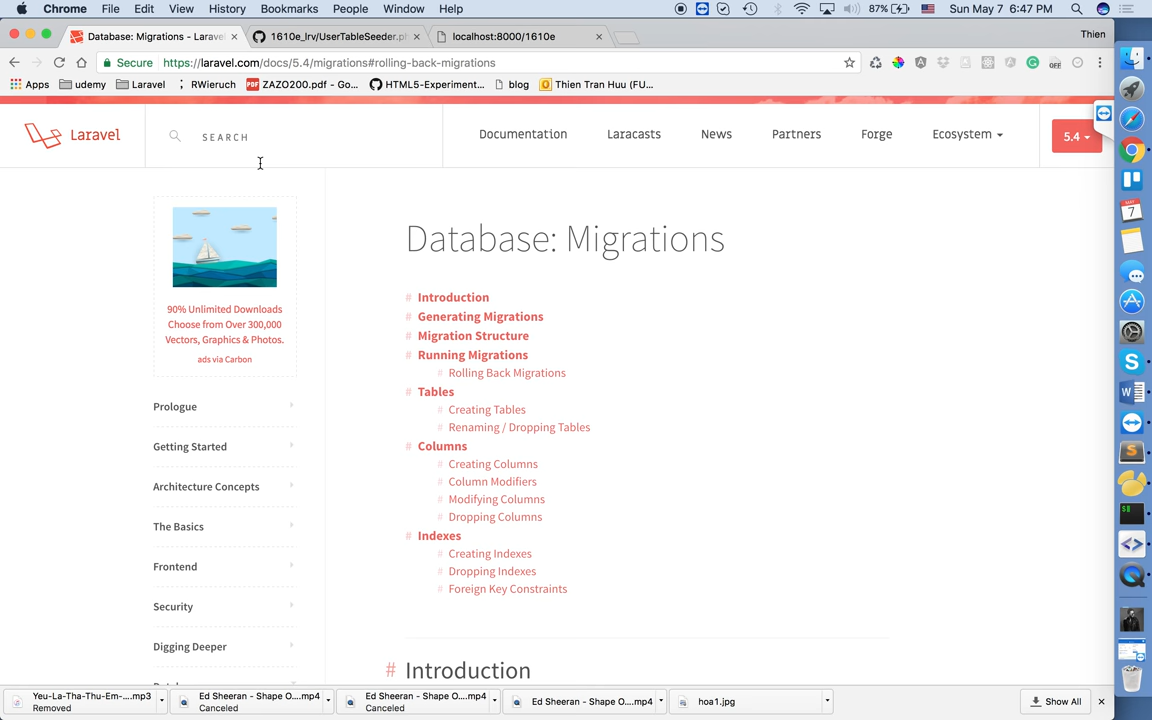 Chrome File Edit View History Bookmarks People Window Help 87% Sun May 7 6:47 PM
Database: Migrations - Larave 1610e_lrv/UserTableSeeder.p localhost:8000/1610e Thien
Secure https://laravel.com/docs/5.4/migrations#rolling-back-migrations
Apps udemy Laravel RWieruch ZAZO200.pdf - Go... HTML5-Experiment... blog Thien Tran Huu (FU...
Laravel SEARCH Documentation Laracasts News Partners Forge Ecosystem 5.4
90% Unlimited Downloads
Choose from Over 300,000
Vectors, Graphics & Photos.
ads via Carbon
Prologue
Getting Started
Architecture Concepts
The Basics
Frontend
Security
Digging Deeper
Database: Migrations
# Introduction
# Generating Migrations
# Migration Structure
# Running Migrations
# Rolling Back Migrations
# Tables
# Creating Tables
# Renaming / Dropping Tables
# Columns
# Creating Columns
# Column Modifiers
# Modifying Columns
# Dropping Columns
# Indexes
# Creating Indexes
# Dropping Indexes
# Foreign Key Constraints
# Introduction
Yeu-La-Tha-Thu-Em-....mp3 Ed Sheeran - Shape O....mp4 Ed Sheeran - Shape O....mp4 Ed Sheeran - Shape O....mp4 hoa1.jpg Show All
Removed Canceled Canceled